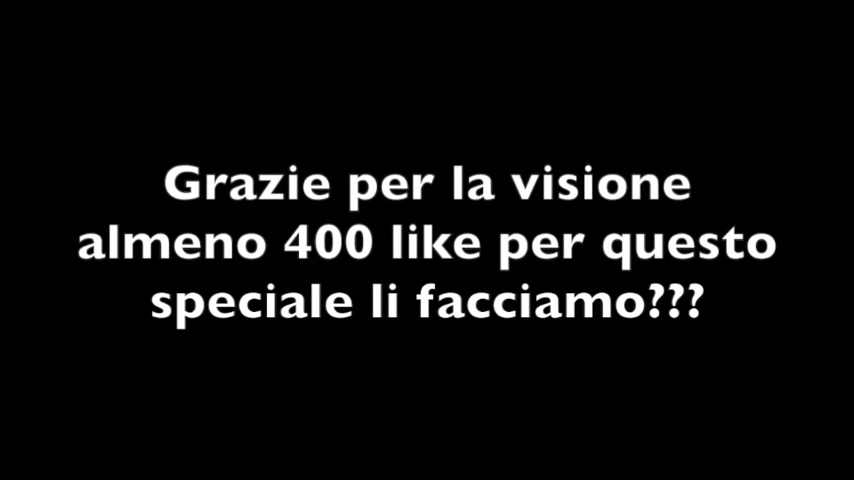 Grazie per la visione
almeno 400 like per questo
speciale li facciamo???